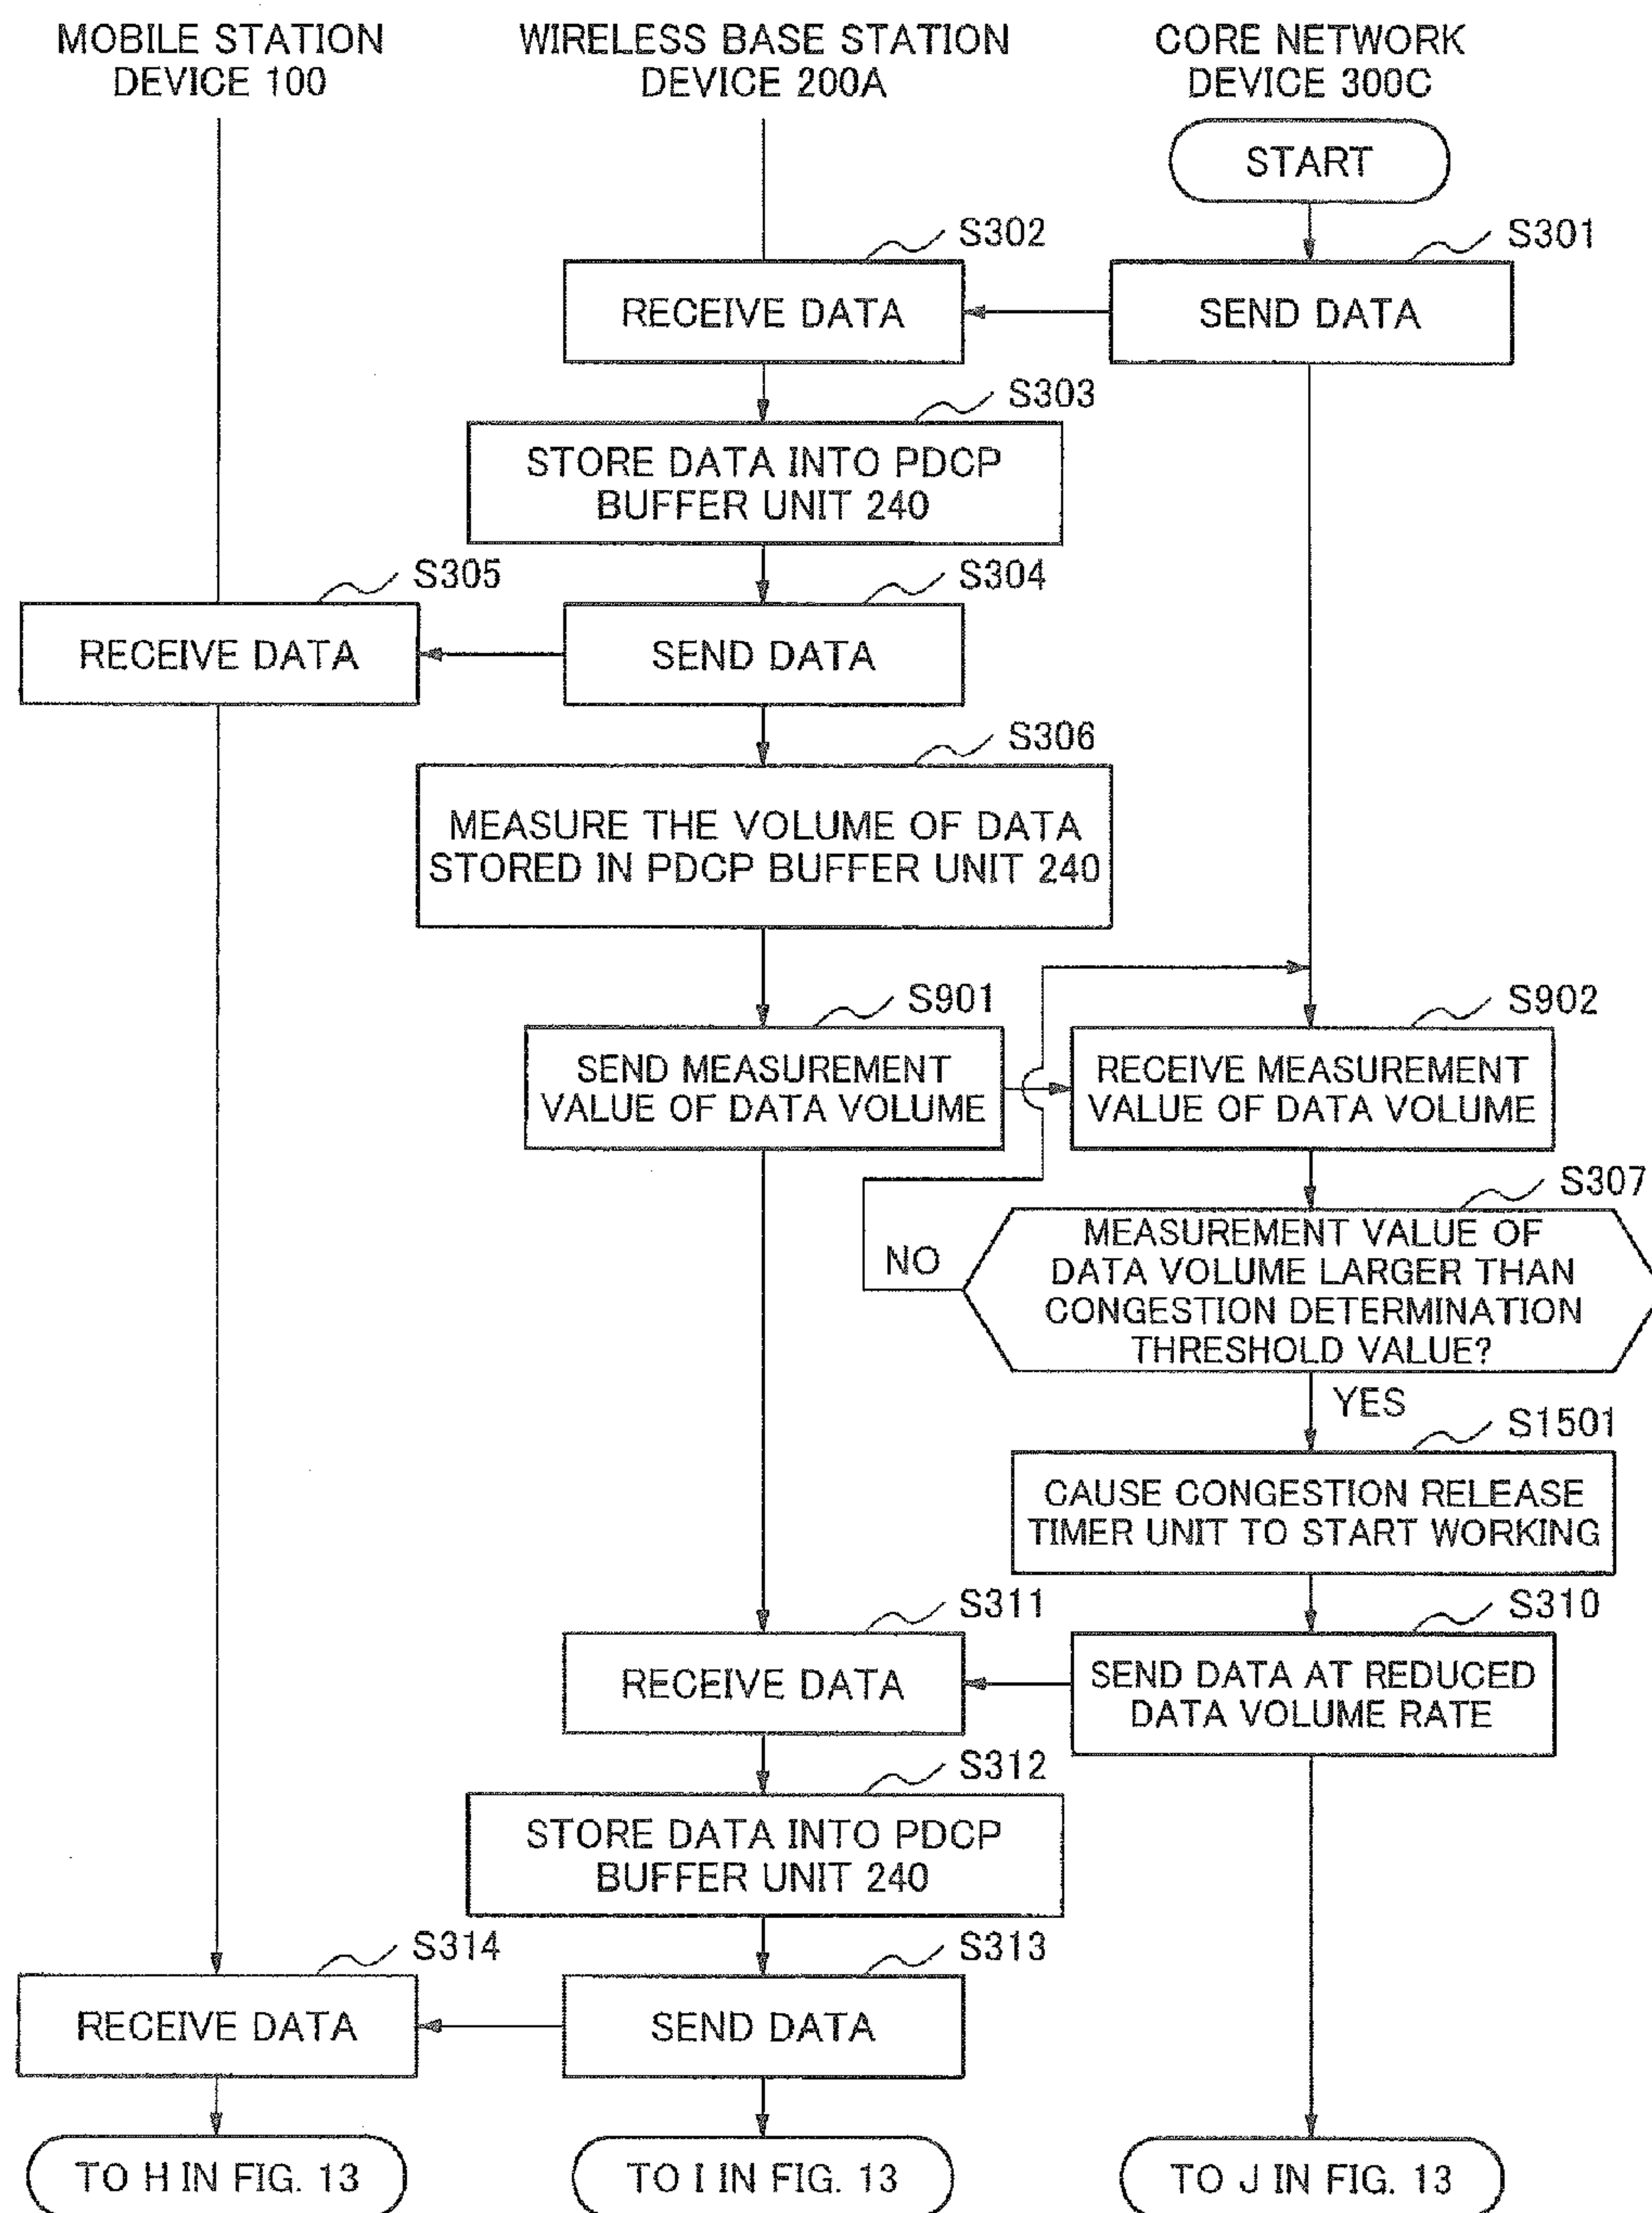 MOBILE STATION
DEVICE 100
WIRELESS BASE STATION
DEVICE 200A
CORE NETWORK
DEVICE 300C
START
S302
S301
RECEIVE DATA
SEND DATA
S303
STORE DATA INTO PDCP
BUFFER UNIT 240
S305
S304
RECEIVE DATA
SEND DATA
S306
MEASURE THE VOLUME OF DATA
STORED IN PDCP BUFFER UNIT 240
S901
S902
SEND MEASUREMENT
VALUE OF DATA VOLUME
RECEIVE MEASUREMENT
VALUE OF DATA VOLUME
S307
MEASUREMENT VALUE OF
DATA VOLUME LARGER THAN
CONGESTION DETERMINATION
THRESHOLD VALUE?
NO
YES
S1501
CAUSE CONGESTION RELEASE
TIMER UNIT TO START WORKING
S311
S310
RECEIVE DATA
SEND DATA AT REDUCED
DATA VOLUME RATE
S312
STORE DATA INTO PDCP
BUFFER UNIT 240
S314
S313
RECEIVE DATA
SEND DATA
TO H IN FIG. 13
TO I IN FIG. 13
TO J IN FIG. 13